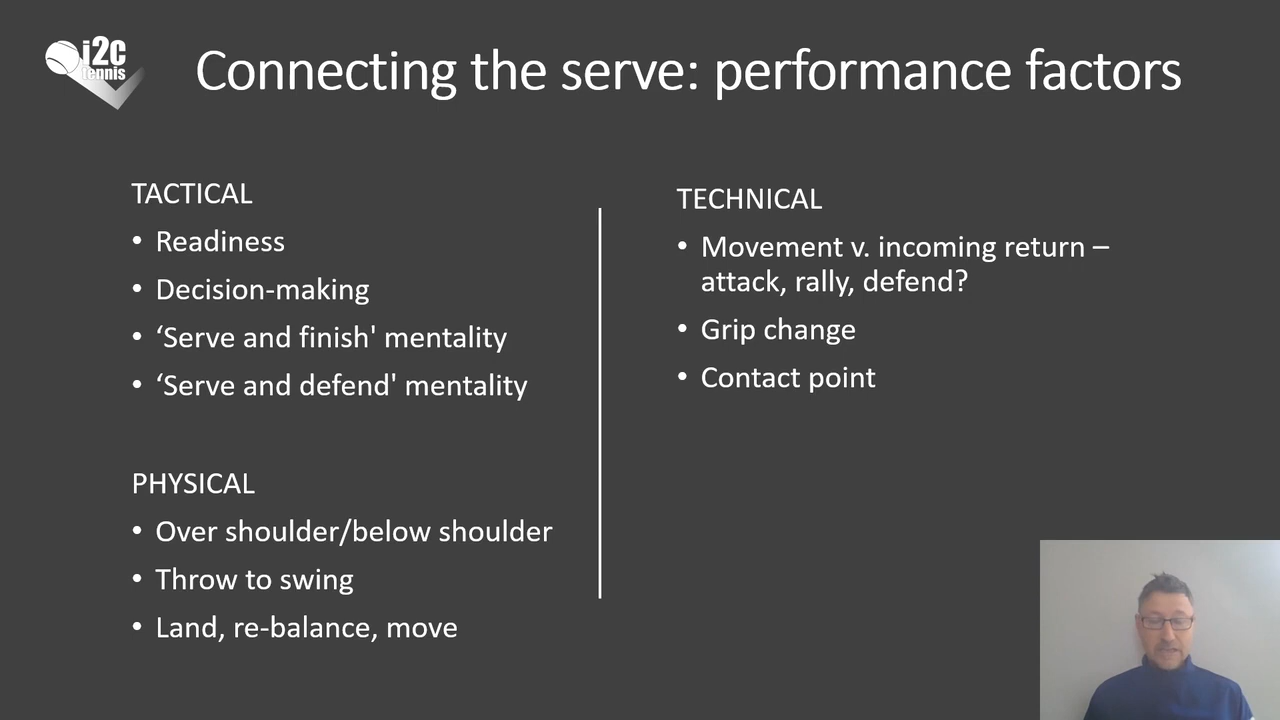 i2c
tennis
Connecting the serve: performance factors
TACTICAL
• Readiness
• Decision-making
• ‘Serve and finish' mentality
• ‘Serve and defend' mentality
PHYSICAL
• Over shoulder/below shoulder
• Throw to swing
• Land, re-balance, move
TECHNICAL
• Movement v. incoming return –
attack, rally, defend?
• Grip change
• Contact point